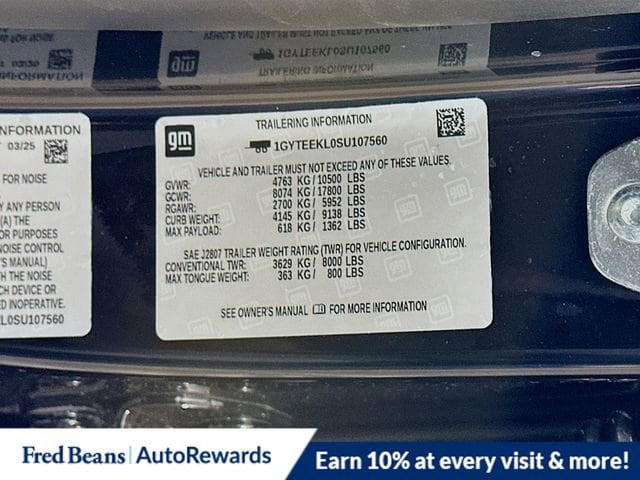 NFORMATION
03/25
FOR NOISE
Y ANY PERSON
(A) THE
R PURPOSES
NOISE CONTROL
'S MANUAL)
TH THE NOISE
CH DEVICE OR
ED INOPERATIVE.
L0SU107560
gm
TRAILERING INFORMATION
1GYTEEKL0SU107560
VEHICLE AND TRAILER MUST NOT EXCEED ANY OF THESE VALUES.
GVWR: 4763 KG / 10500 LBS
GCWR: 8074 KG / 17800 LBS
RGAWR: 2700 KG / 5952 LBS
CURB WEIGHT: 4145 KG / 9138 LBS
MAX PAYLOAD: 618 KG / 1362 LBS
SAE J2807 TRAILER WEIGHT RATING (TWR) FOR VEHICLE CONFIGURATION.
CONVENTIONAL TWR: 3629 KG / 8000 LBS
MAX TONGUE WEIGHT: 363 KG / 800 LBS
SEE OWNER'S MANUAL FOR MORE INFORMATION
Fred Beans | AutoRewards
Earn 10% at every visit & more!